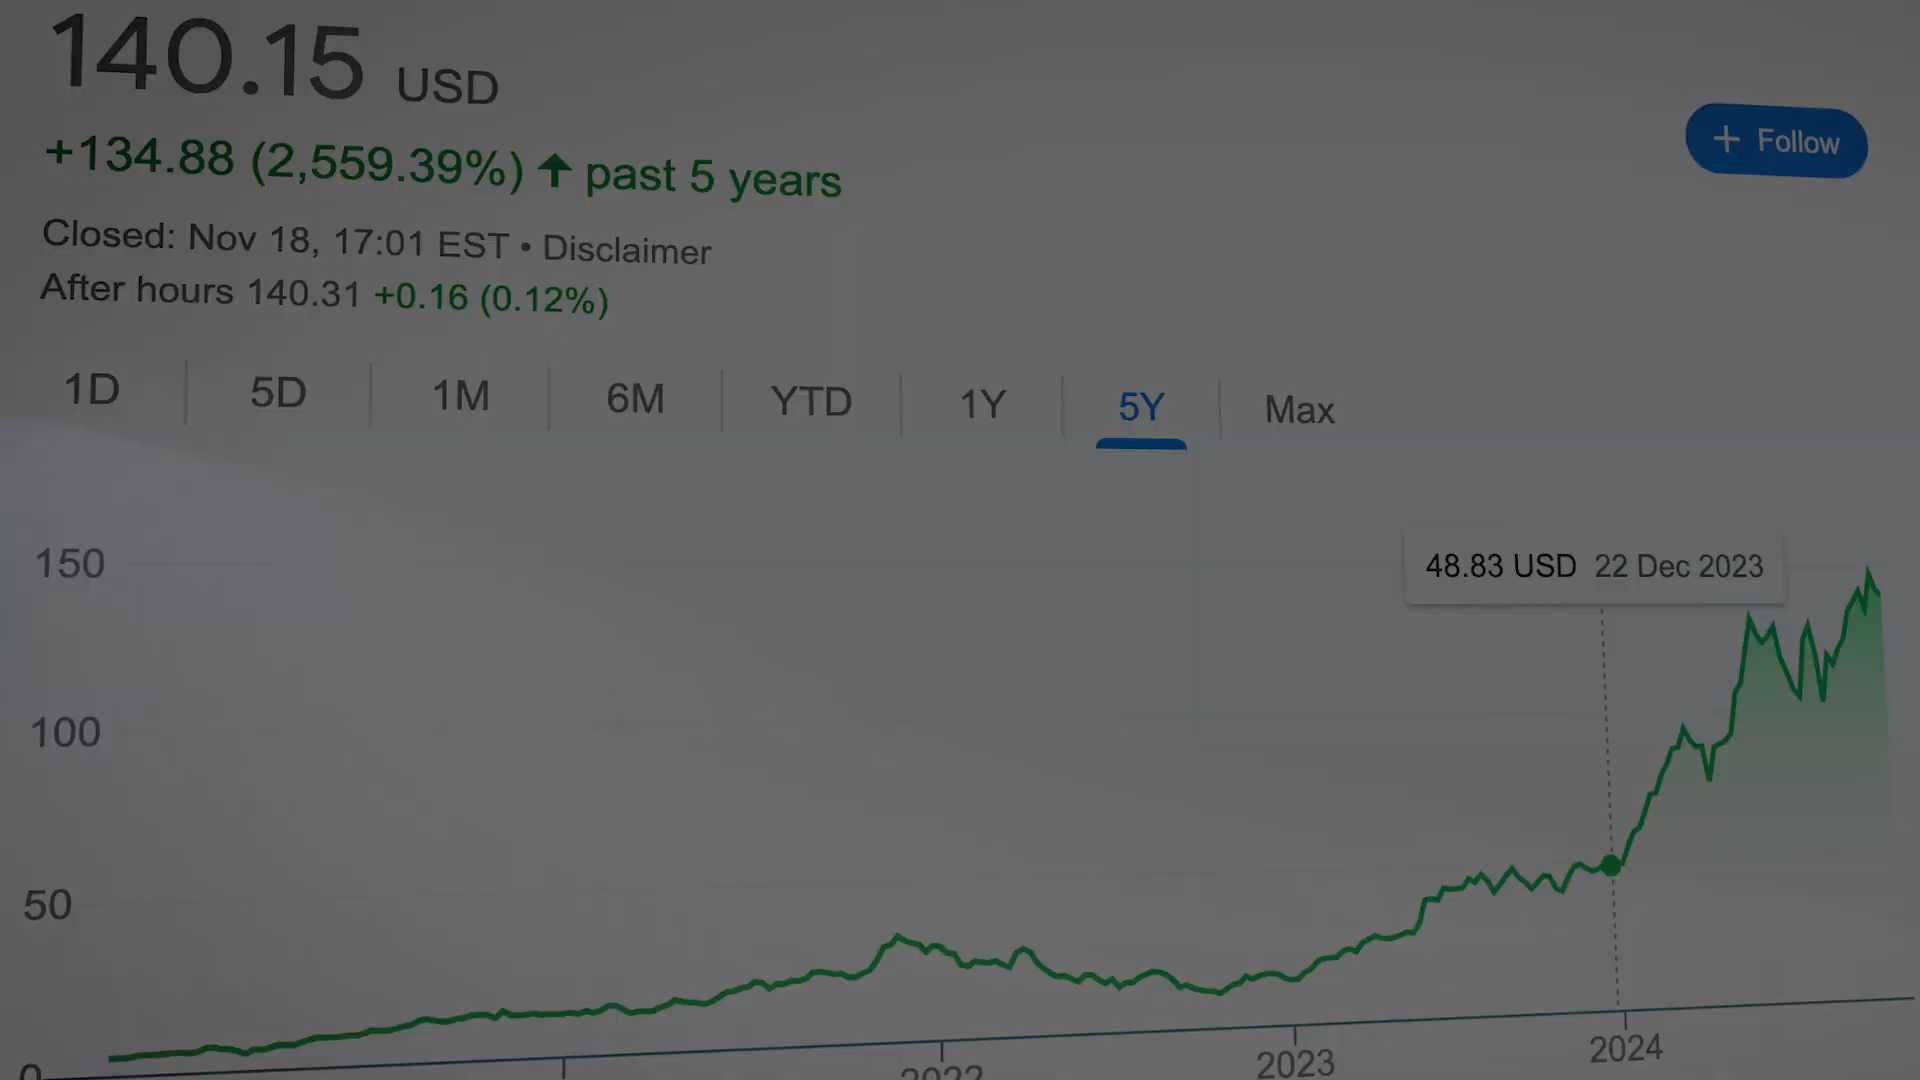 140.15 USD
+134.88 (2,559.39%) ↑ past 5 years
+ Follow
Closed: Nov 18, 17:01 EST • Disclaimer
After hours 140.31 +0.16 (0.12%)
1D 5D 1M 6M YTD 1Y 5Y Max
150
48.83 USD 22 Dec 2023
100
50
0
2022 2023 2024